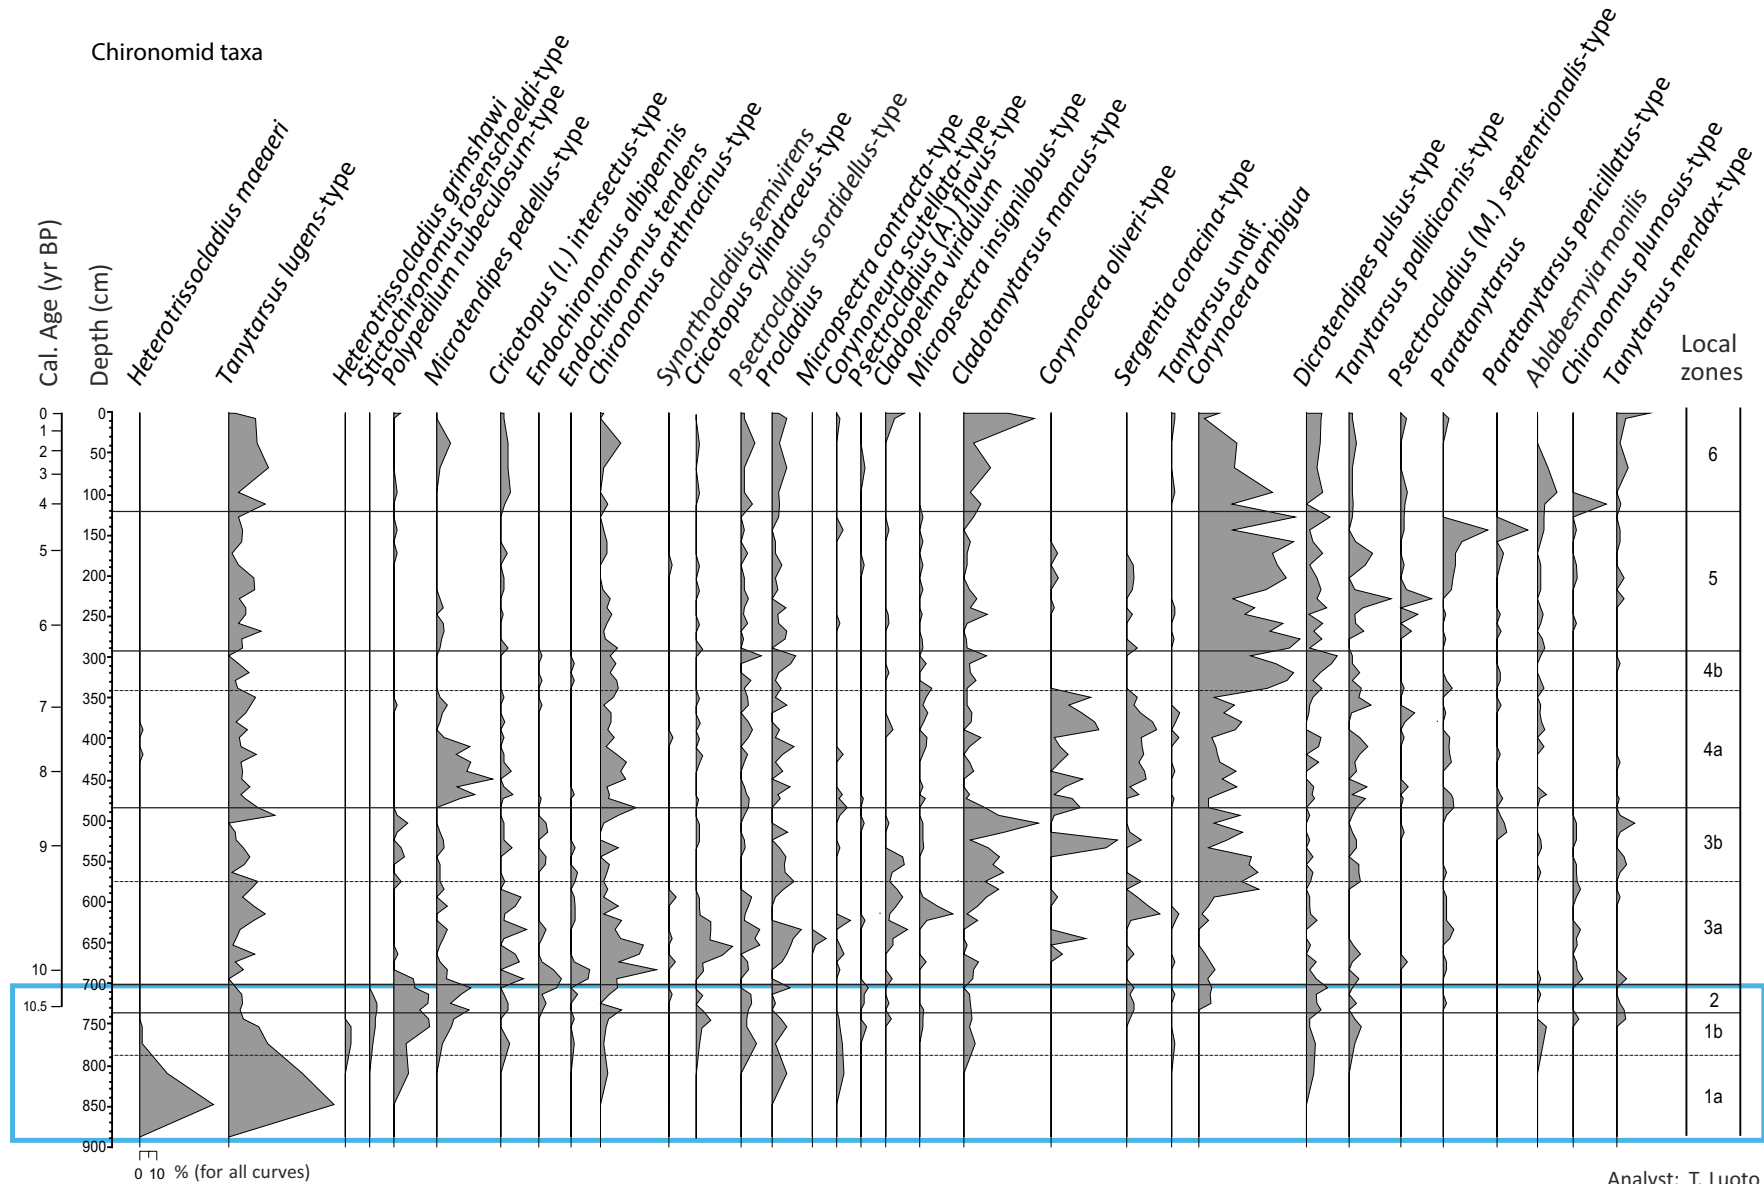 Chironomid taxa
Cal. Age (yr BP)
Depth (cm)
Heterotrissocladius maeaeri
Tanytarsus lugens-type
Heterotrissocladius grimshawi
Stictochironomus rosenschoeldi-type
Polypedilum nubeculosum-type
Microtendipes pedellus-type
Cricotopus (I.) intersectus-type
Endochironomus albipennis
Endochironomus tendens
Chironomus anthracinus-type
Synorthocladius semivirens
Cricotopus cylindraceus-type
Psectrocladius sordidellus-type
Procladius
Micropsectra contracta-type
Corynoneura scutellata-type
Psectrocladius (A.) flavus-type
Cladopelma viridulum
Micropsectra insignilobus-type
Cladotanytarsus mancus-type
Corynocera oliveri-type
Sergentia coracina-type
Tanytarsus undif.
Corynocera ambigua
Dicrotendipes pulsus-type
Tanytarsus pallidicornis-type
Psectrocladius (M.) septentrionalis-type
Paratanytarsus
Paratanytarsus penicillatus-type
Ablabesmyia monilis
Chironomus plumosus-type
Tanytarsus mendax-type
Local
zones
0
1
2
3
4
5
6
7
8
9
10
10.5
0
50
100
150
200
250
300
350
400
450
500
550
600
650
700
750
800
850
900
6
5
4b
4a
3b
3a
2
1b
1a
0 10 % (for all curves)
Analyst: T. Luoto